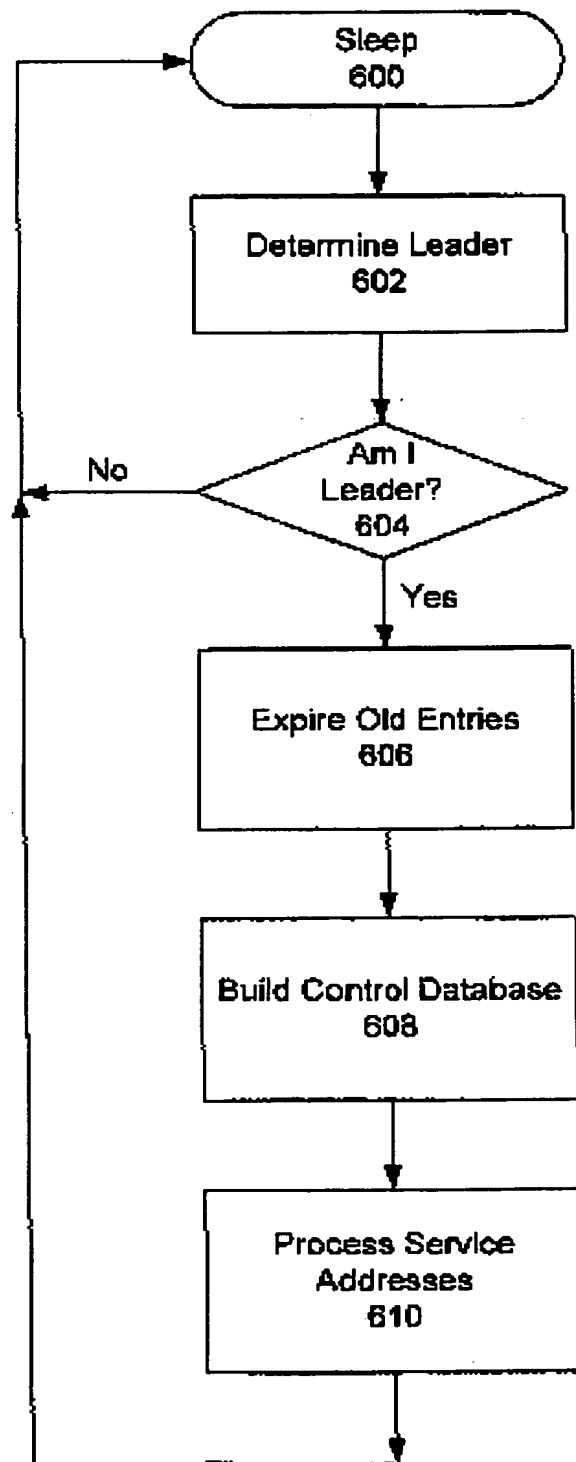 Sleep
600
Determine Leader
602
Am I
Leader?
604
No
Yes
Expire Old Entries
606
Build Control Database
608
Process Service
Addresses
610